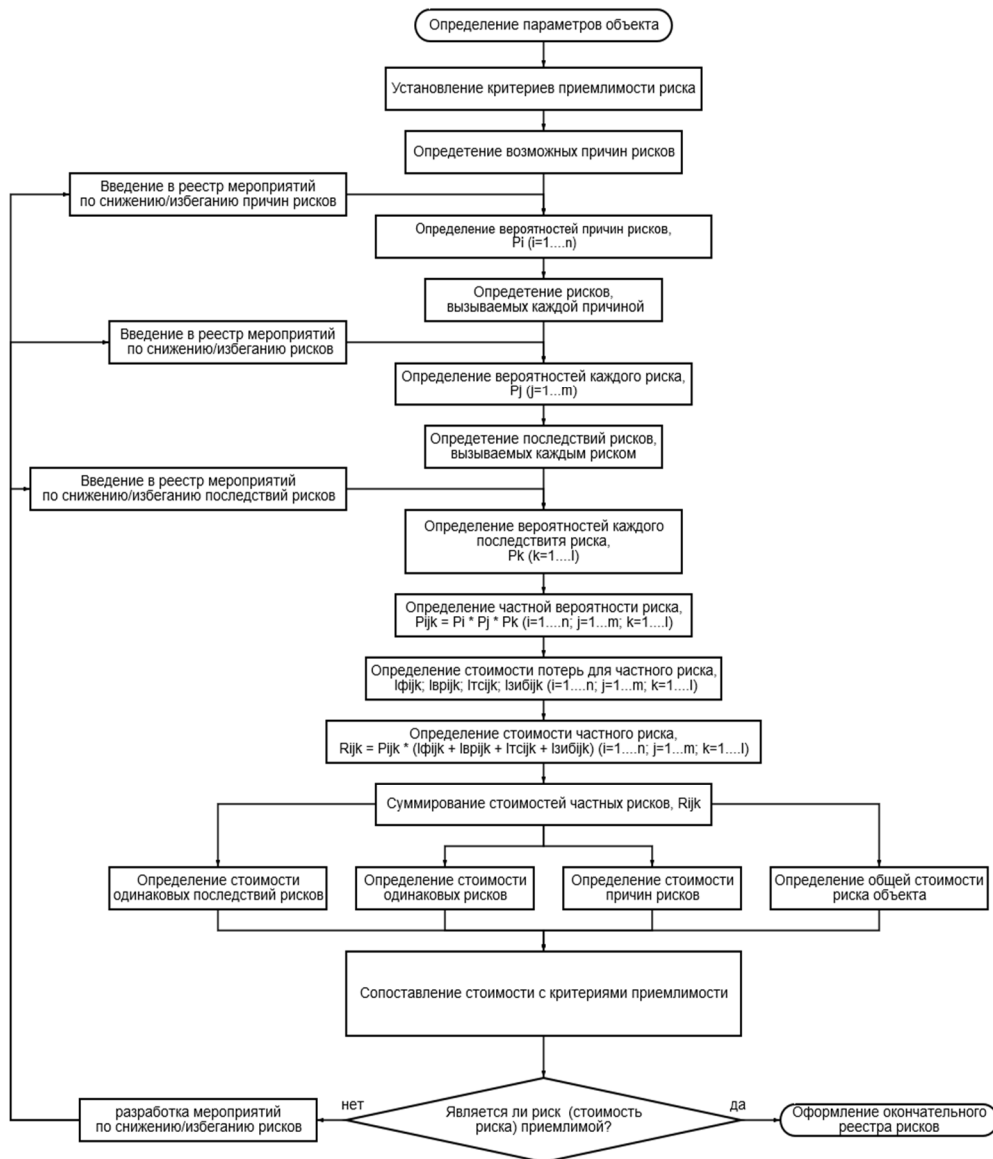 Определение параметров объекта
Установление критериев приемлимости риска
Опредетение возможных причин рисков
Введение в реестр мероприятий
по снижению/избеганию причин рисков
Определение вероятностей причин рисков,
Pi (i=1....n)
Опредетение рисков,
вызываемых каждой причиной
Введение в реестр мероприятий
по снижению/избеганию рисков
Определение вероятностей каждого риска,
Pj (j=1...m)
Опредетение последствий рисков,
вызываемых каждым риском
Введение в реестр мероприятий
по снижению/избеганию последствий рисков
Определение вероятностей каждого
последствитя риска,
Pk (k=1....l)
Определение частной вероятности риска,
Pijk = Pi * Pj * Pk (i=1....n; j=1...m; k=1....l)
Определение стоимости потерь для частного риска,
Iфijk; Iврijk; Iтсijk; Iзибijk (i=1....n; j=1...m; k=1....l)
Определение стоимости частного риска,
Rijk = Pijk * (Iфijk + Iврijk + Iтсijk + Iзибijk) (i=1....n; j=1...m; k=1....l)
Суммирование стоимостей частных рисков, Rijk
Определение стоимости
одинаковых последствий рисков
Определение стоимости
одинаковых рисков
Определение стоимости
причин рисков
Определение общей стоимости
риска объекта
Сопоставление стоимости с критериями приемлимости
нет
Является ли риск (стоимость
риска) приемлимой?
да
разработка мероприятий
по снижению/избеганию рисков
Оформление окончательного
реестра рисков